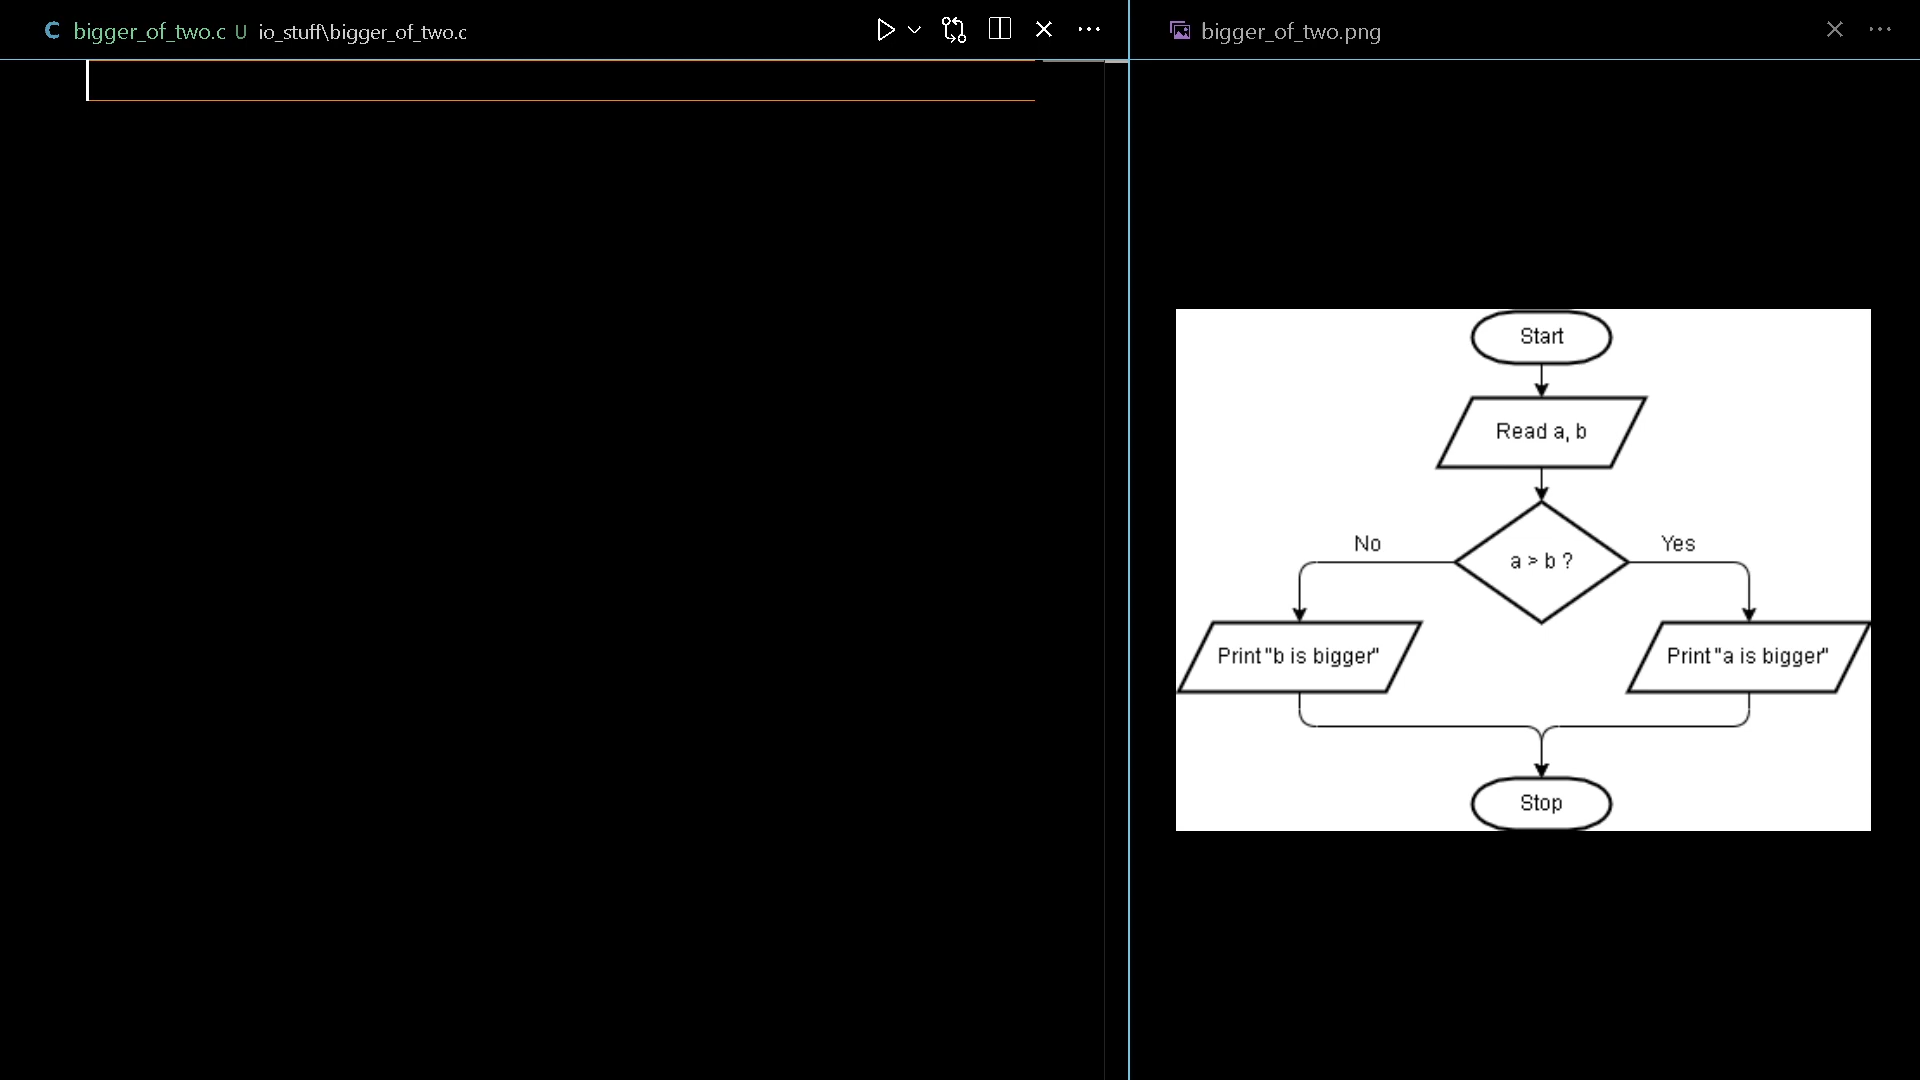 C bigger_of_two.c U io_stuff\bigger_of_two.c
bigger_of_two.png
Start
Read a, b
No
Yes
a > b ?
Print "b is bigger"
Print "a is bigger"
Stop